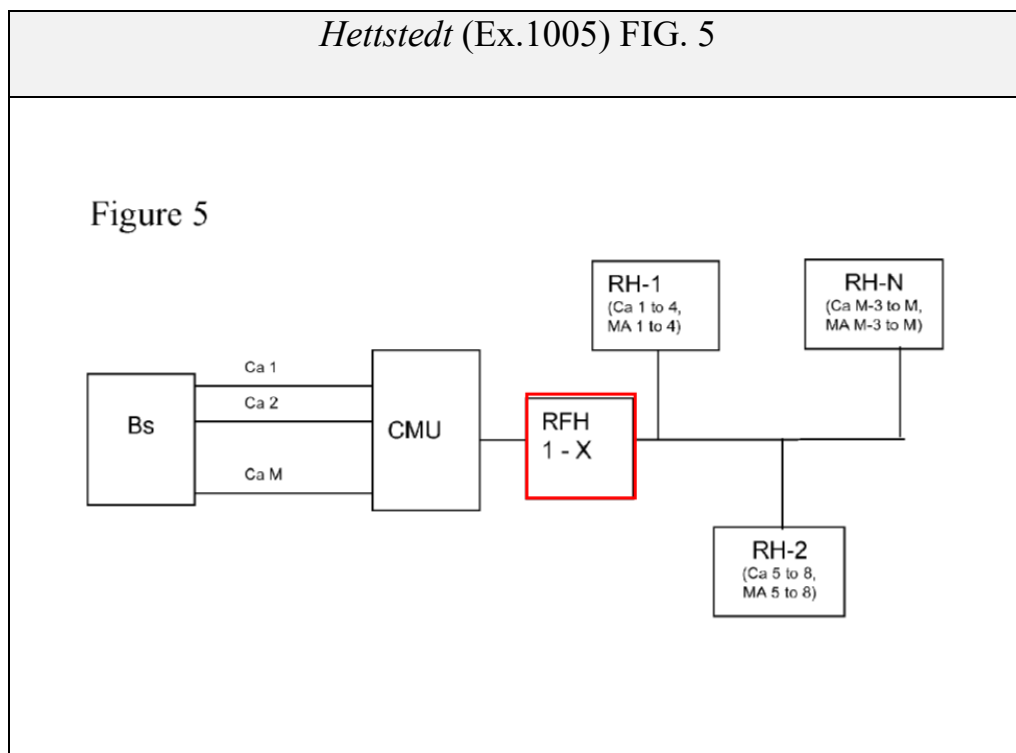 Hettstedt (Ex.1005) FIG. 5
Figure 5
RH-1
(Ca 1 to 4,
MA 1 to 4)
RH-N
(Ca M-3 to M,
MA M-3 to M)
Ca 1
Ca 2
Ca M
Bs
CMU
RFH
1 - X
RH-2
(Ca 5 to 8,
MA 5 to 8)